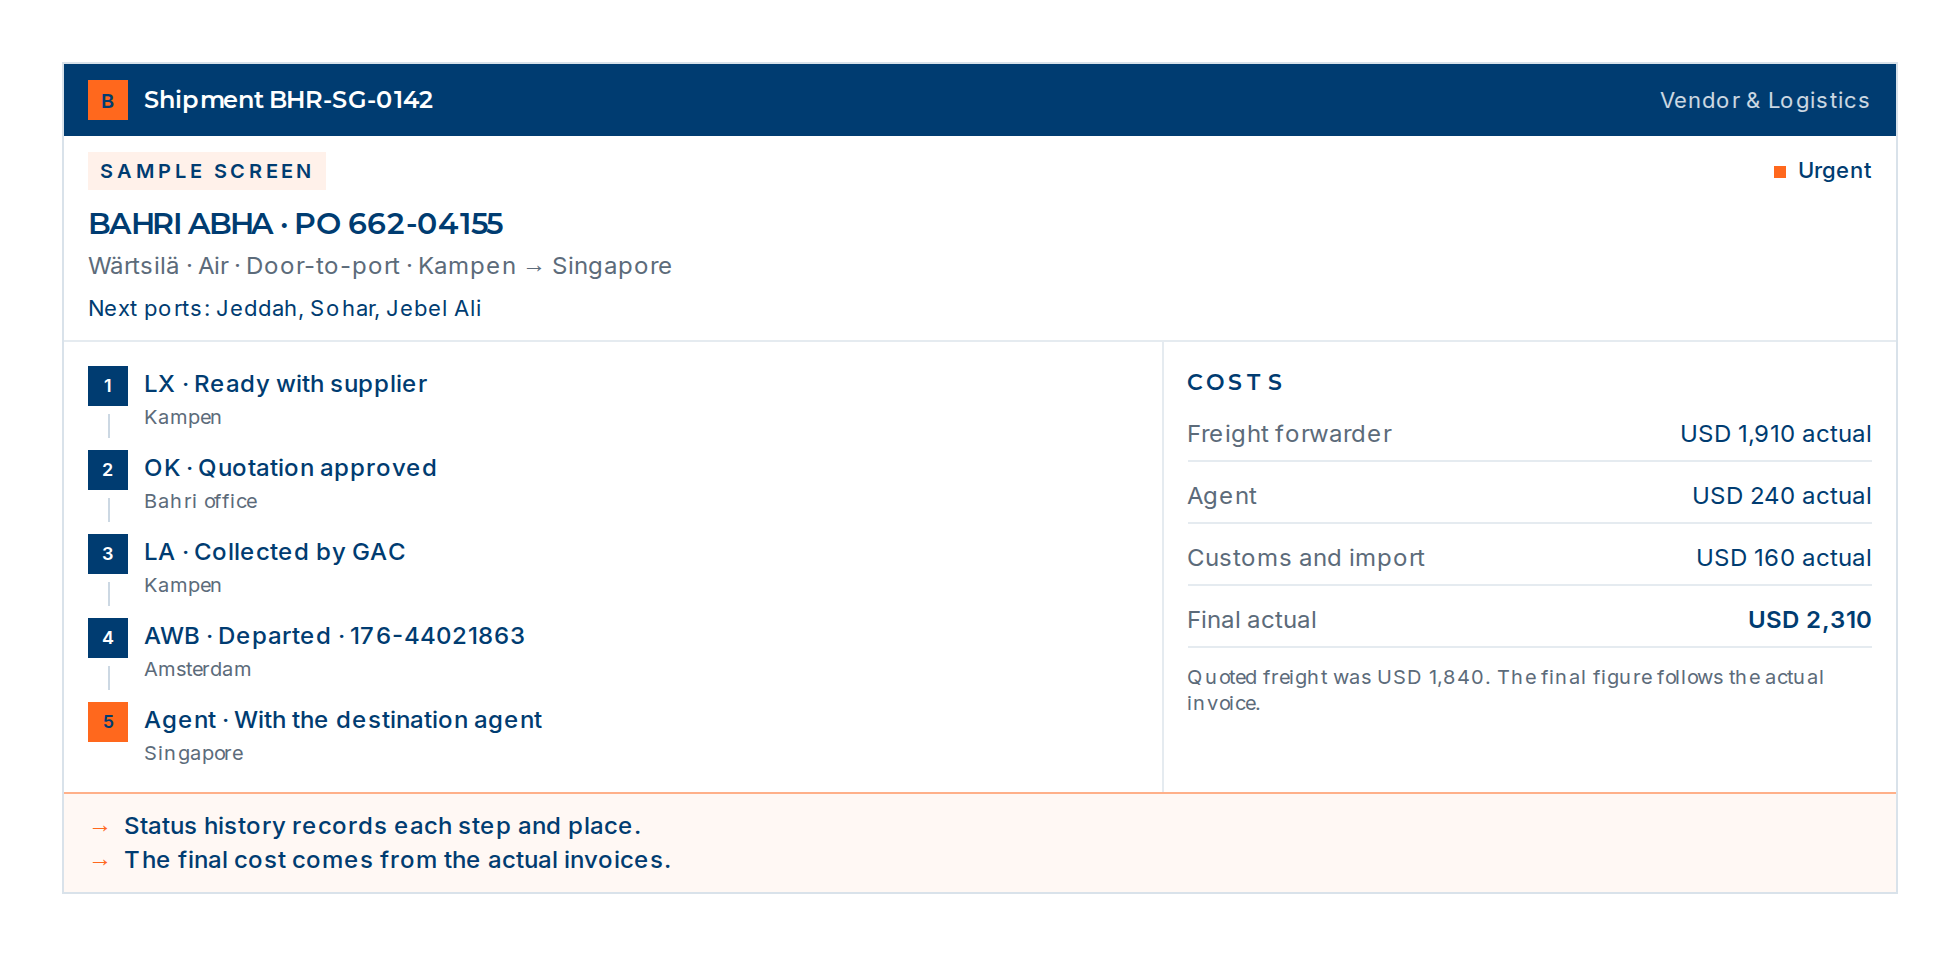 B Shipment BHR-SG-0142 Vendor & Logistics
SAMPLE SCREEN Urgent
BAHRI ABHA · PO 662-04155
Wärtsilä · Air · Door-to-port · Kampen → Singapore
Next ports: Jeddah, Sohar, Jebel Ali
1 LX · Ready with supplier
Kampen
2 OK · Quotation approved
Bahri office
3 LA · Collected by GAC
Kampen
4 AWB · Departed · 176-44021863
Amsterdam
5 Agent · With the destination agent
Singapore
COSTS
Freight forwarder USD 1,910 actual
Agent USD 240 actual
Customs and import USD 160 actual
Final actual USD 2,310
Quoted freight was USD 1,840. The final figure follows the actual
invoice.
→ Status history records each step and place.
→ The final cost comes from the actual invoices.